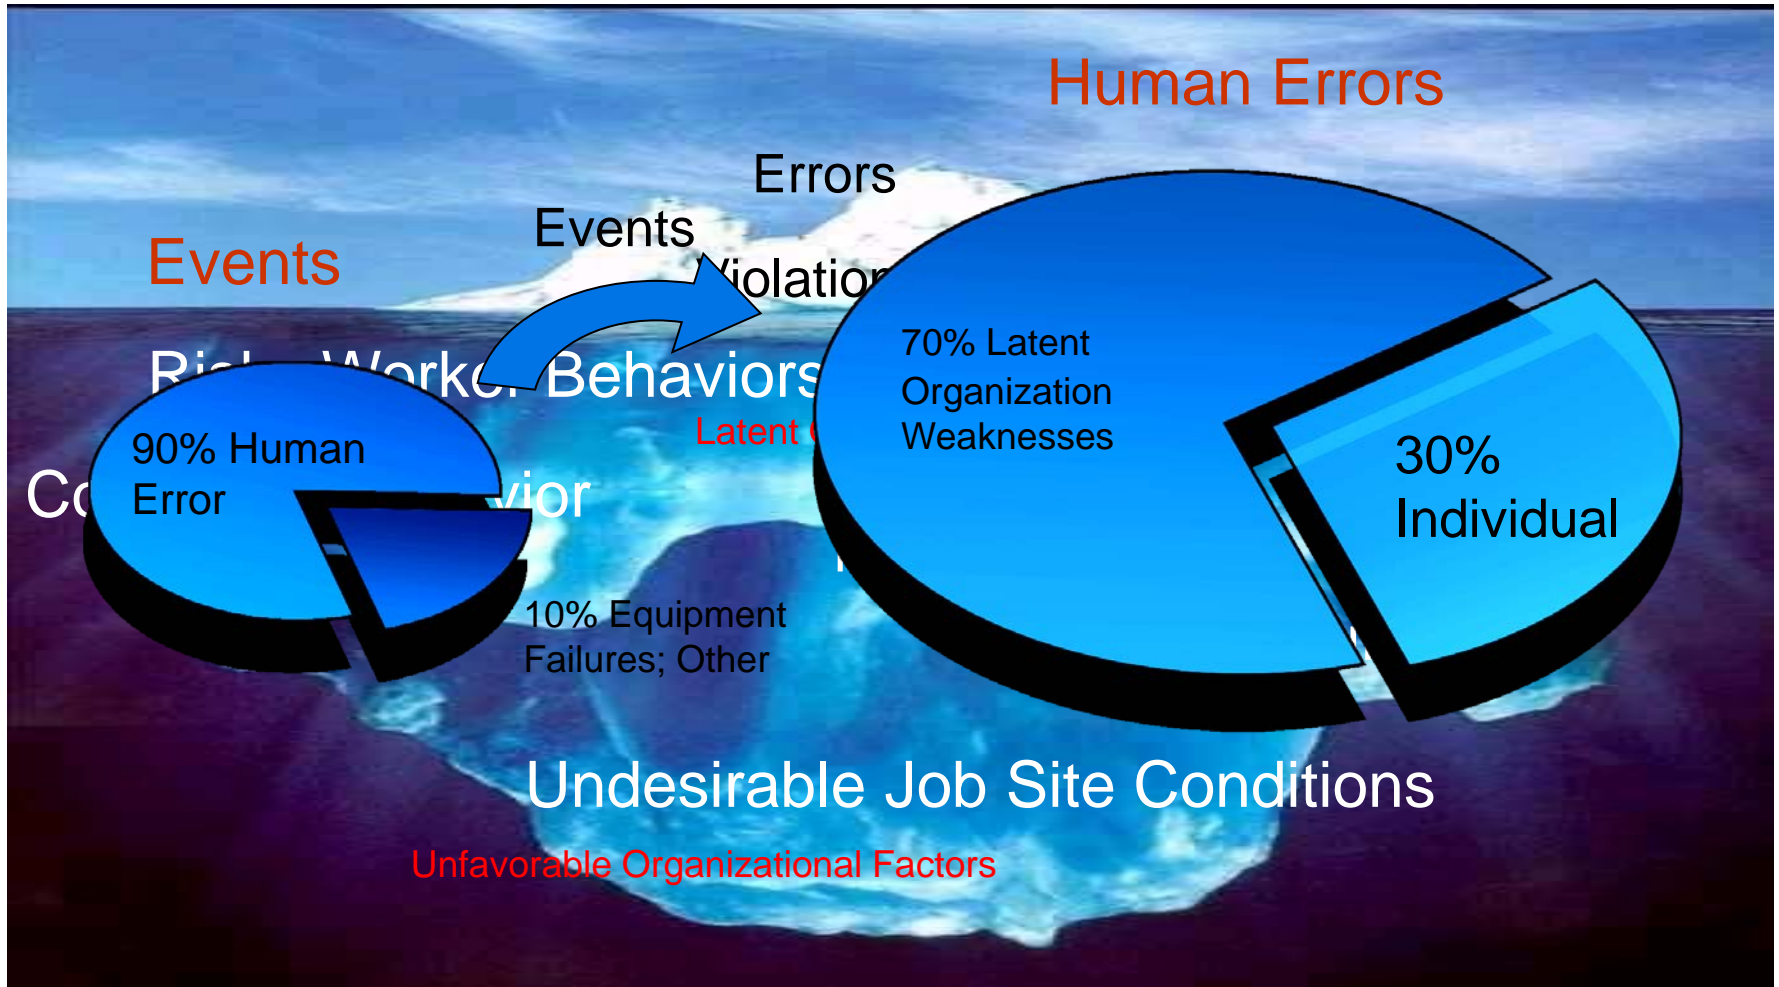 Human Errors
Errors
Events
Events
Behaviors
Latent
90% Human
Error
10% Equipment
Failures; Other
70% Latent
Organization
Weaknesses
30%
Individual
Undesirable Job Site Conditions
Unfavorable Organizational Factors